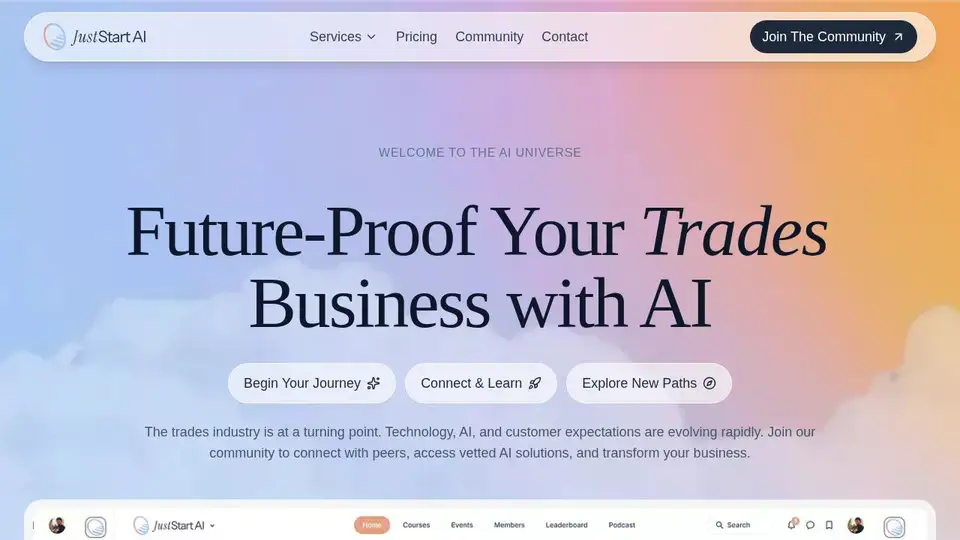 JustStart AI
Services
Pricing
Community
Contact
Join The Community
WELCOME TO THE AI UNIVERSE
Future-Proof Your Trades
Business with AI
Begin Your Journey
Connect & Learn
Explore New Paths
The trades industry is at a turning point. Technology, AI, and customer expectations are evolving rapidly. Join our
community to connect with peers, access vetted AI solutions, and transform your business.
JustStart AI
Home
Courses
Events
Members
Leaderboard
Podcast
Search